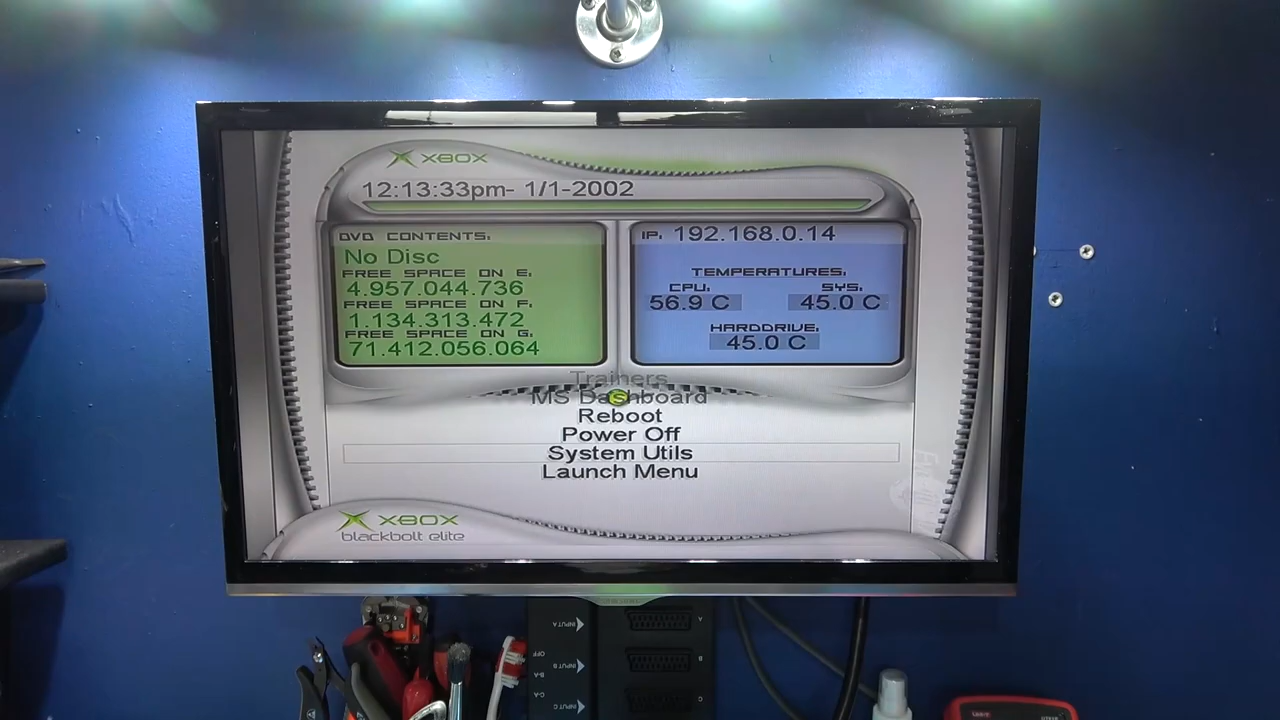 XBOX
12:13:33pm- 1/1-2002
DVD CONTENTS:
No Disc
FREE SPACE ON E:
4.957.044.736
FREE SPACE ON F:
1.134.313.472
FREE SPACE ON G:
71.412.056.064
IP: 192.168.0.14
TEMPERATURES:
CPU: SYS:
56.9 C 45.0 C
HARDDRIVE:
45.0 C
Trainers
MS Dashboard
Reboot
Power Off
System Utils
Launch Menu
XBOX
blackbolt elite
INPUT A
A
OFF
INPUT B
B
B-A
C-A
INPUT C
C